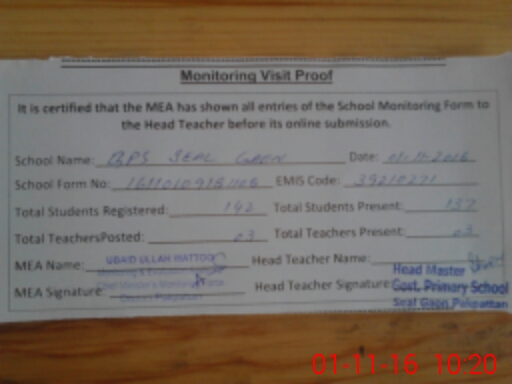 Monitoring Visit Proof
It is certified that the MEA has shown all entries of the School Monitoring Form to
the Head Teacher before its online submission.
School Name: GPS SEAL GAON Date: 01-11-2016
School Form No: EMIS Code: 39210271
Total Students Registered: 142 Total Students Present: 137
Total TeachersPosted: 03 Total Teachers Present: 03
MEA Name: UBAID ULLAH WATTOO Head Teacher Name:
Head Master
MEA Signature: Head Teacher Signature: Govt. Primary School
Seal Gaon Pakpattan
01-11-16 10:20